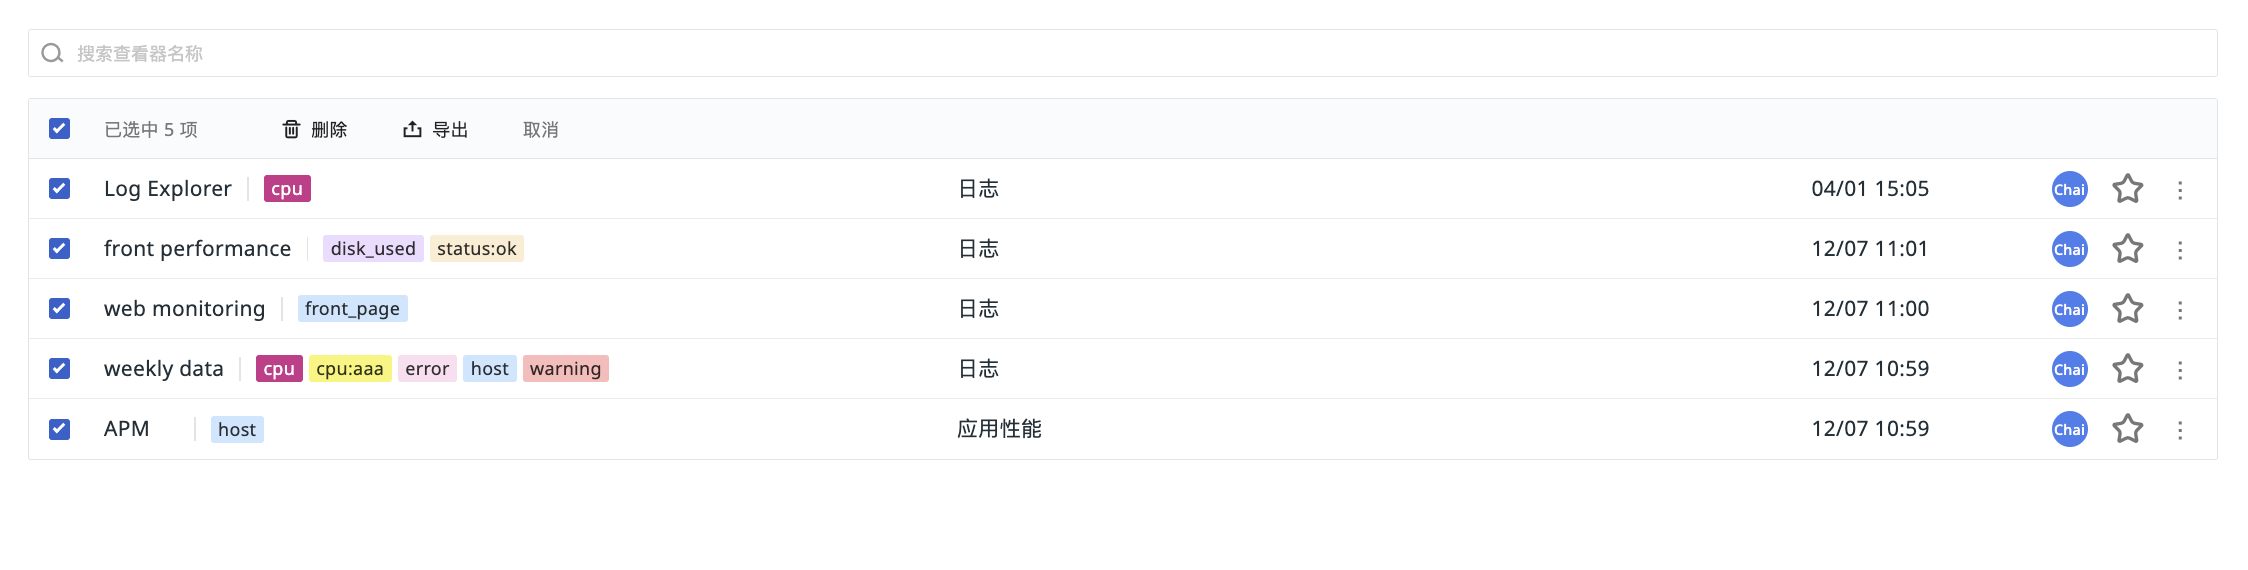 搜索查看器名称
已选中 5 项 删除 导出 取消
Log Explorer cpu 日志 04/01 15:05 Chai
front performance disk_used status:ok 日志 12/07 11:01 Chai
web monitoring front_page 日志 12/07 11:00 Chai
weekly data cpu cpu:aaa error host warning 日志 12/07 10:59 Chai
APM host 应用性能 12/07 10:59 Chai